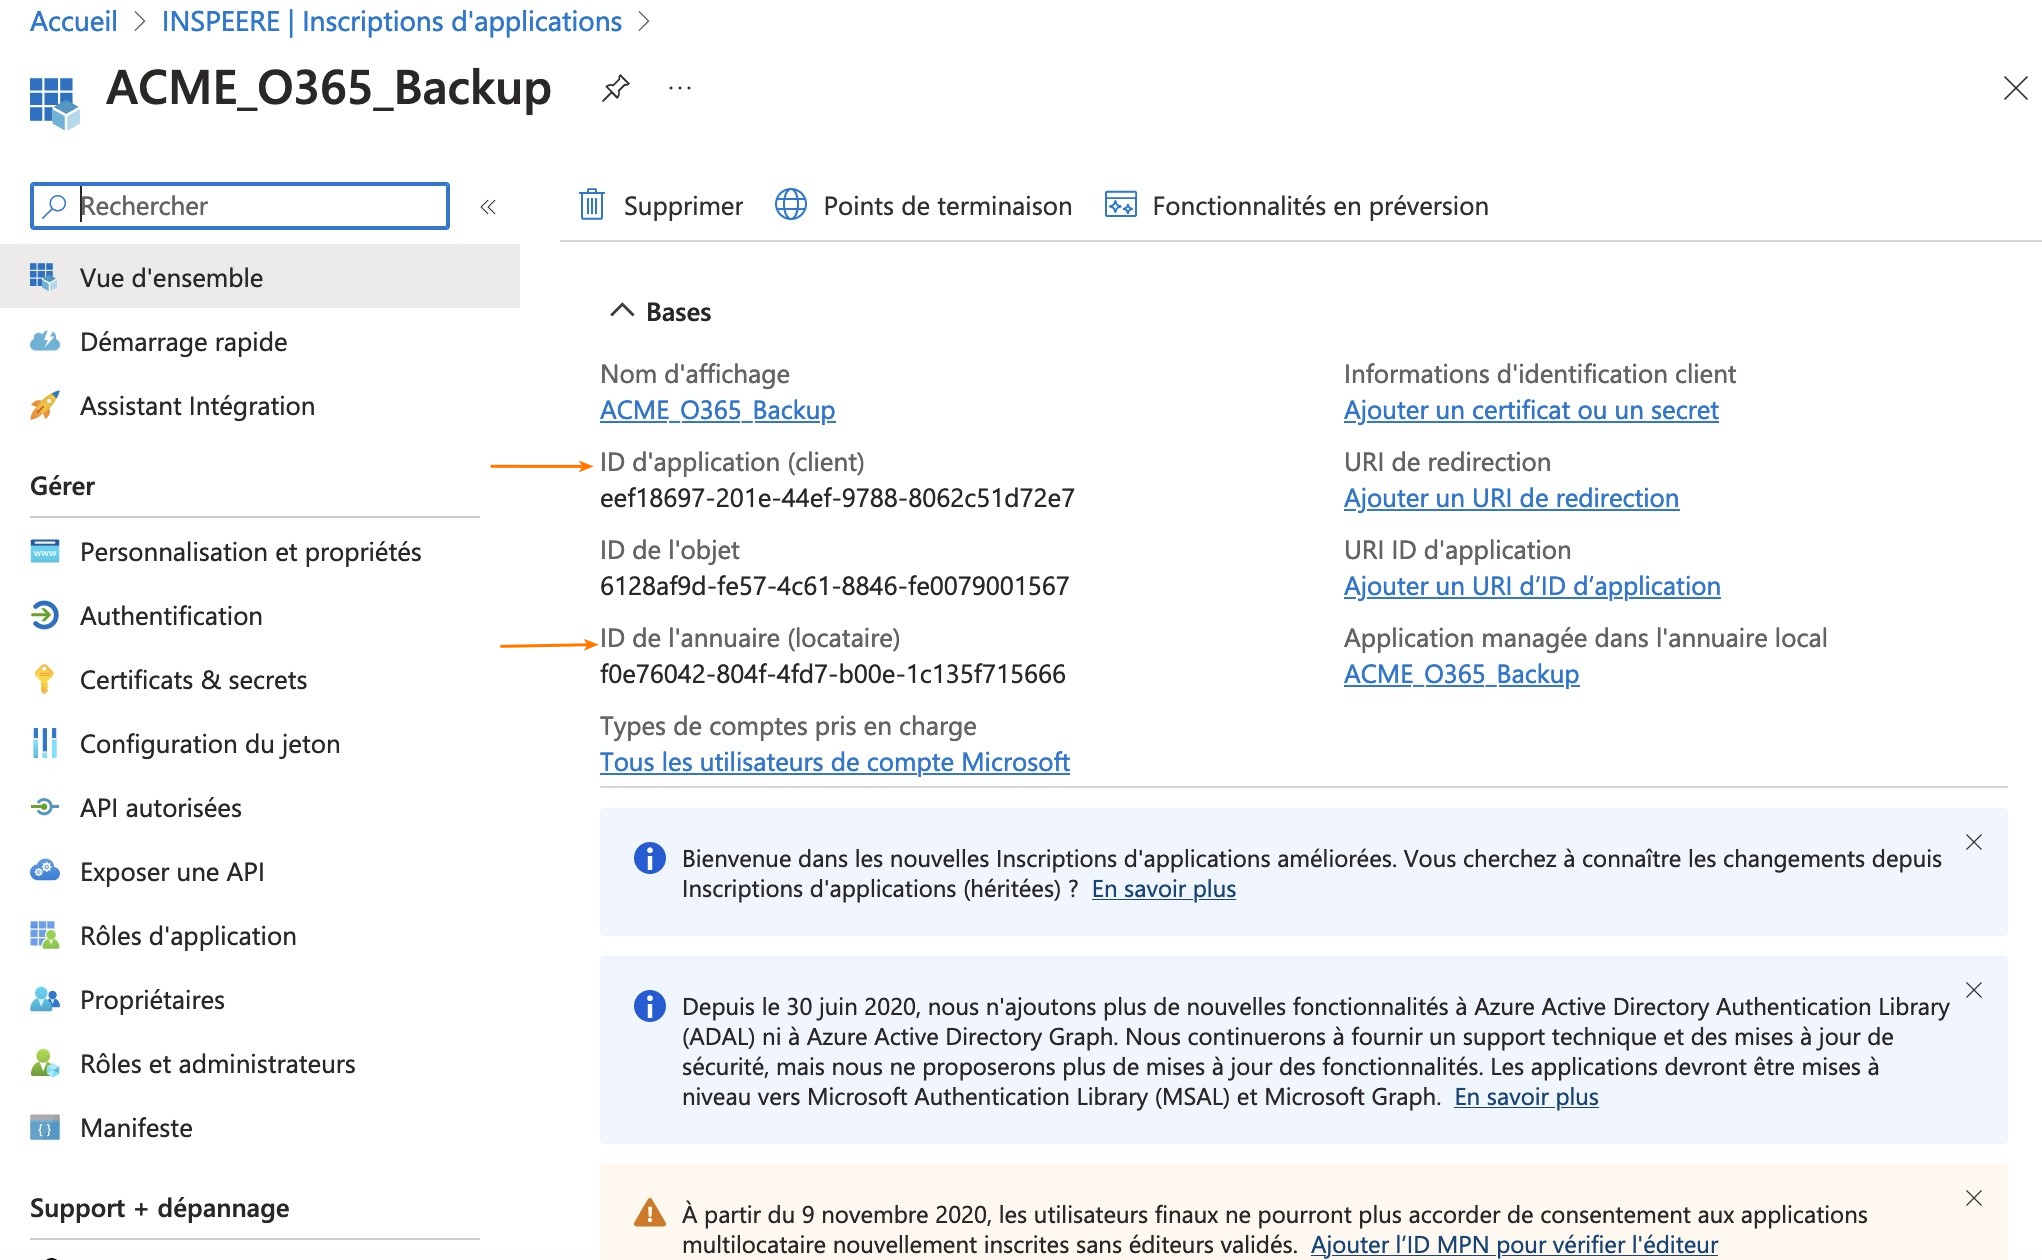 Accueil > INSPEERE | Inscriptions d'applications >
ACME_O365_Backup
Rechercher
«
Supprimer
Points de terminaison
Fonctionnalités en préversion
Vue d'ensemble
Démarrage rapide
Assistant Intégration
Gérer
Personnalisation et propriétés
Authentification
Certificats & secrets
Configuration du jeton
API autorisées
Exposer une API
Rôles d'application
Propriétaires
Rôles et administrateurs
Manifeste
Support + dépannage
Bases
Nom d'affichage
ACME_O365_Backup
ID d'application (client)
eef18697-201e-44ef-9788-8062c51d72e7
ID de l'objet
6128af9d-fe57-4c61-8846-fe0079001567
ID de l'annuaire (locataire)
f0e76042-804f-4fd7-b00e-1c135f715666
Types de comptes pris en charge
Tous les utilisateurs de compte Microsoft
Informations d'identification client
Ajouter un certificat ou un secret
URI de redirection
Ajouter un URI de redirection
URI ID d'application
Ajouter un URI d’ID d’application
Application managée dans l'annuaire local
ACME_O365_Backup
Bienvenue dans les nouvelles Inscriptions d'applications améliorées. Vous cherchez à connaître les changements depuis
Inscriptions d'applications (héritées) ? En savoir plus
Depuis le 30 juin 2020, nous n'ajoutons plus de nouvelles fonctionnalités à Azure Active Directory Authentication Library
(ADAL) ni à Azure Active Directory Graph. Nous continuerons à fournir un support technique et des mises à jour de
sécurité, mais nous ne proposerons plus de mises à jour des fonctionnalités. Les applications devront être mises à
niveau vers Microsoft Authentication Library (MSAL) et Microsoft Graph. En savoir plus
À partir du 9 novembre 2020, les utilisateurs finaux ne pourront plus accorder de consentement aux applications
multilocataire nouvellement inscrites sans éditeurs validés. Ajouter l’ID MPN pour vérifier l'éditeur